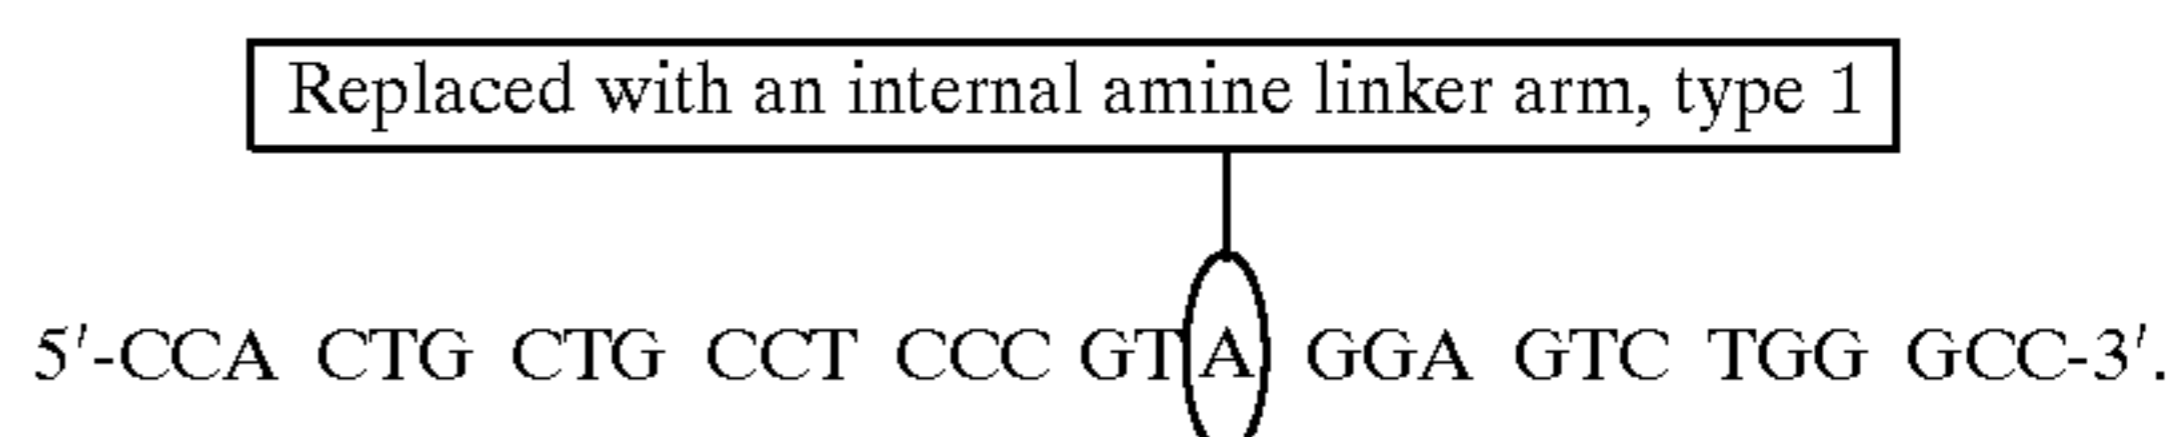 Replaced with an internal amine linker arm, type 1
5′-CCA CTG CTG CCT CCC GTA GGA GTC TGG GCC-3′.